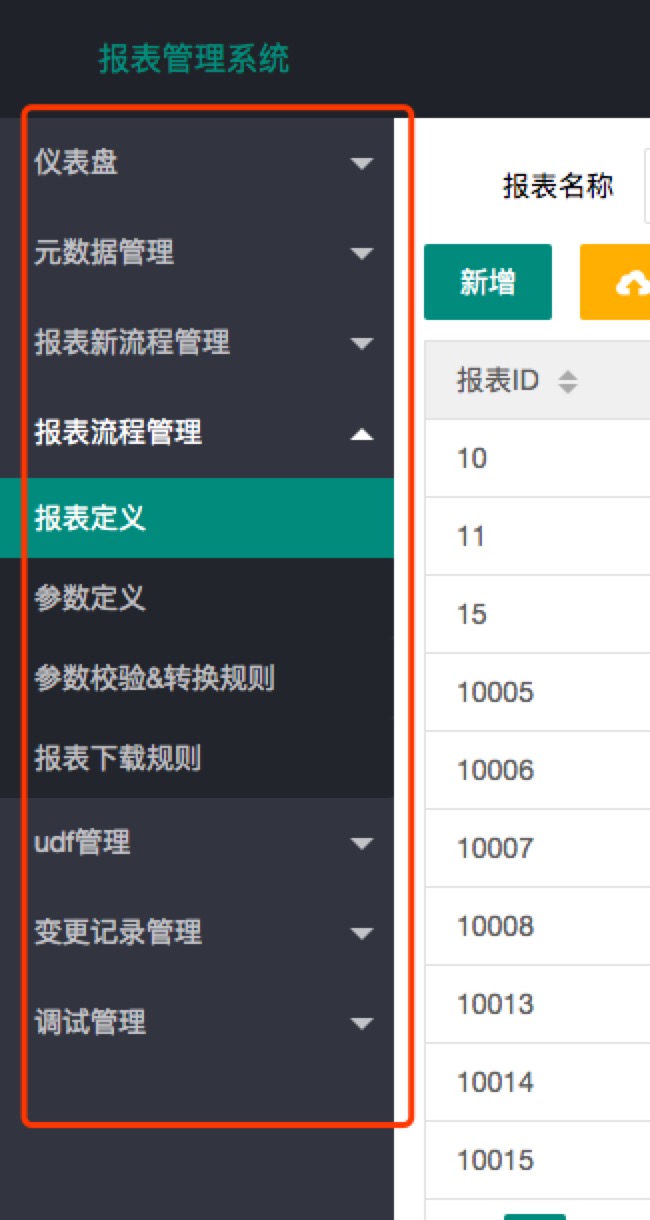 报表管理系统
仪表盘
元数据管理
报表新流程管理
报表流程管理
报表定义
参数定义
参数校验&转换规则
报表下载规则
udf管理
变更记录管理
调试管理
报表名称
新增
报表ID
10
11
15
10005
10006
10007
10008
10013
10014
10015